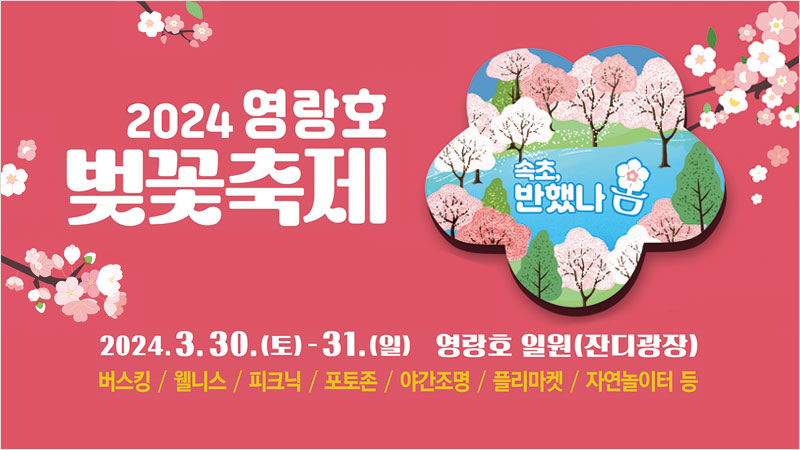 2024 영랑호
벚꽃축제
속초,
반했나 봄
2024. 3. 30.(토) - 31.(일) 영랑호 일원(잔디광장)
버스킹 / 웰니스 / 피크닉 / 포토존 / 야간조명 / 플리마켓 / 자연놀이터 등